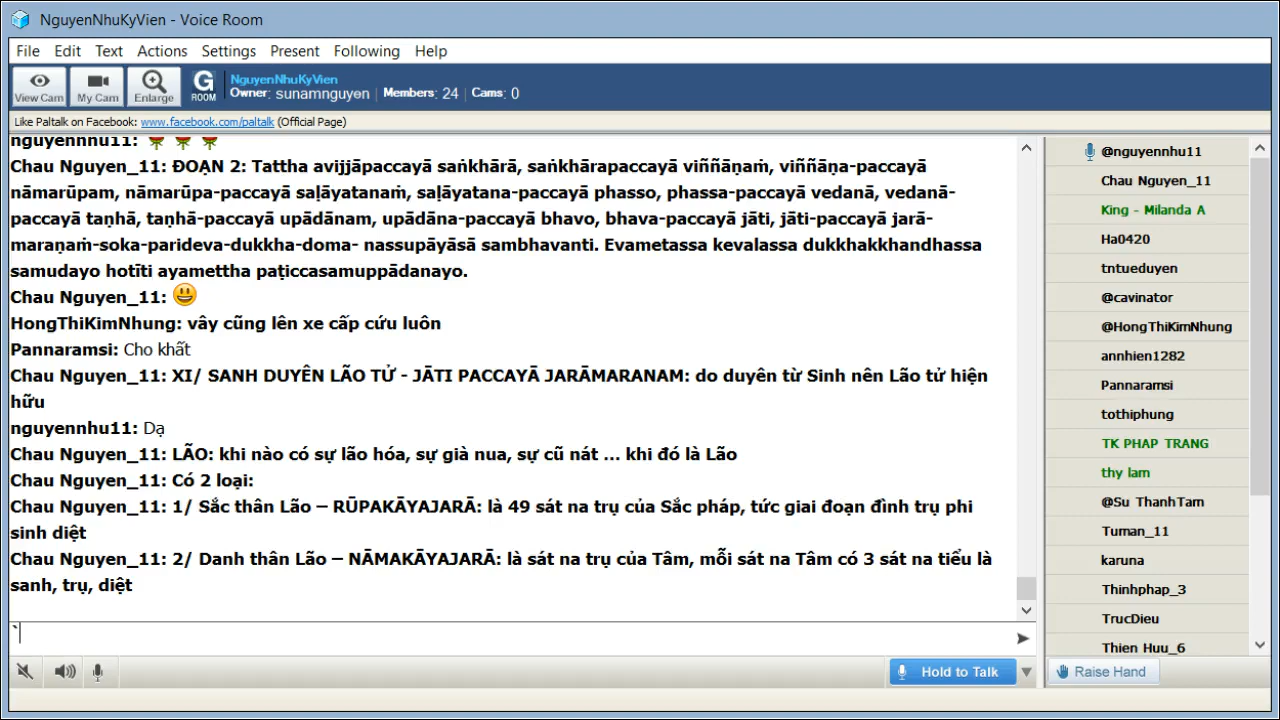 NguyenNhuKyVien - Voice Room
File Edit Text Actions Settings Present Following Help
View Cam My Cam Enlarge G ROOM
NguyenNhuKyVien
Owner: sunamnguyen | Members: 24 | Cams: 0
Like Paltalk on Facebook: www.facebook.com/paltalk (Official Page)
nguyennhu11:
Chau Nguyen_11: ĐOẠN 2: Tattha avijjāpaccayā saṅkhārā, saṅkhārapaccayā viññāṇaṁ, viññāṇa-paccayā
nāmarūpam, nāmarūpa-paccayā saḷāyatanaṁ, saḷāyatana-paccayā phasso, phassa-paccayā vedanā, vedanā-
paccayā taṇhā, taṇhā-paccayā upādānam, upādāna-paccayā bhavo, bhava-paccayā jāti, jāti-paccayā jarā-
maraṇaṁ-soka-parideva-dukkha-doma- nassupāyāsā sambhavanti. Evametassa kevalassa dukkhakkhandhassa
samudayo hotīti ayamettha paṭiccasamuppādanayo.
Chau Nguyen_11:
HongThiKimNhung: vây cũng lên xe cấp cứu luôn
Pannaramsi: Cho khất
Chau Nguyen_11: XI/ SANH DUYÊN LÃO TỬ - JĀTI PACCAYĀ JARĀMARANAM: do duyên từ Sinh nên Lão tử hiện
hữu
nguyennhu11: Dạ
Chau Nguyen_11: LÃO: khi nào có sự lão hóa, sự già nua, sự cũ nát ... khi đó là Lão
Chau Nguyen_11: Có 2 loại:
Chau Nguyen_11: 1/ Sắc thân Lão – RŪPAKĀYAJARĀ: là 49 sát na trụ của Sắc pháp, tức giai đoạn đình trụ phi
sinh diệt
Chau Nguyen_11: 2/ Danh thân Lão – NĀMAKĀYAJARĀ: là sát na trụ của Tâm, mỗi sát na Tâm có 3 sát na tiểu là
sanh, trụ, diệt
`
Hold to Talk
@nguyennhu11
Chau Nguyen_11
King - Milanda A
Ha0420
tntueduyen
@cavinator
@HongThiKimNhung
annhien1282
Pannaramsi
tothiphung
TK PHAP TRANG
thy lam
@Su ThanhTam
Tuman_11
karuna
Thinhphap_3
TrucDieu
Thien Huu_6
Raise Hand